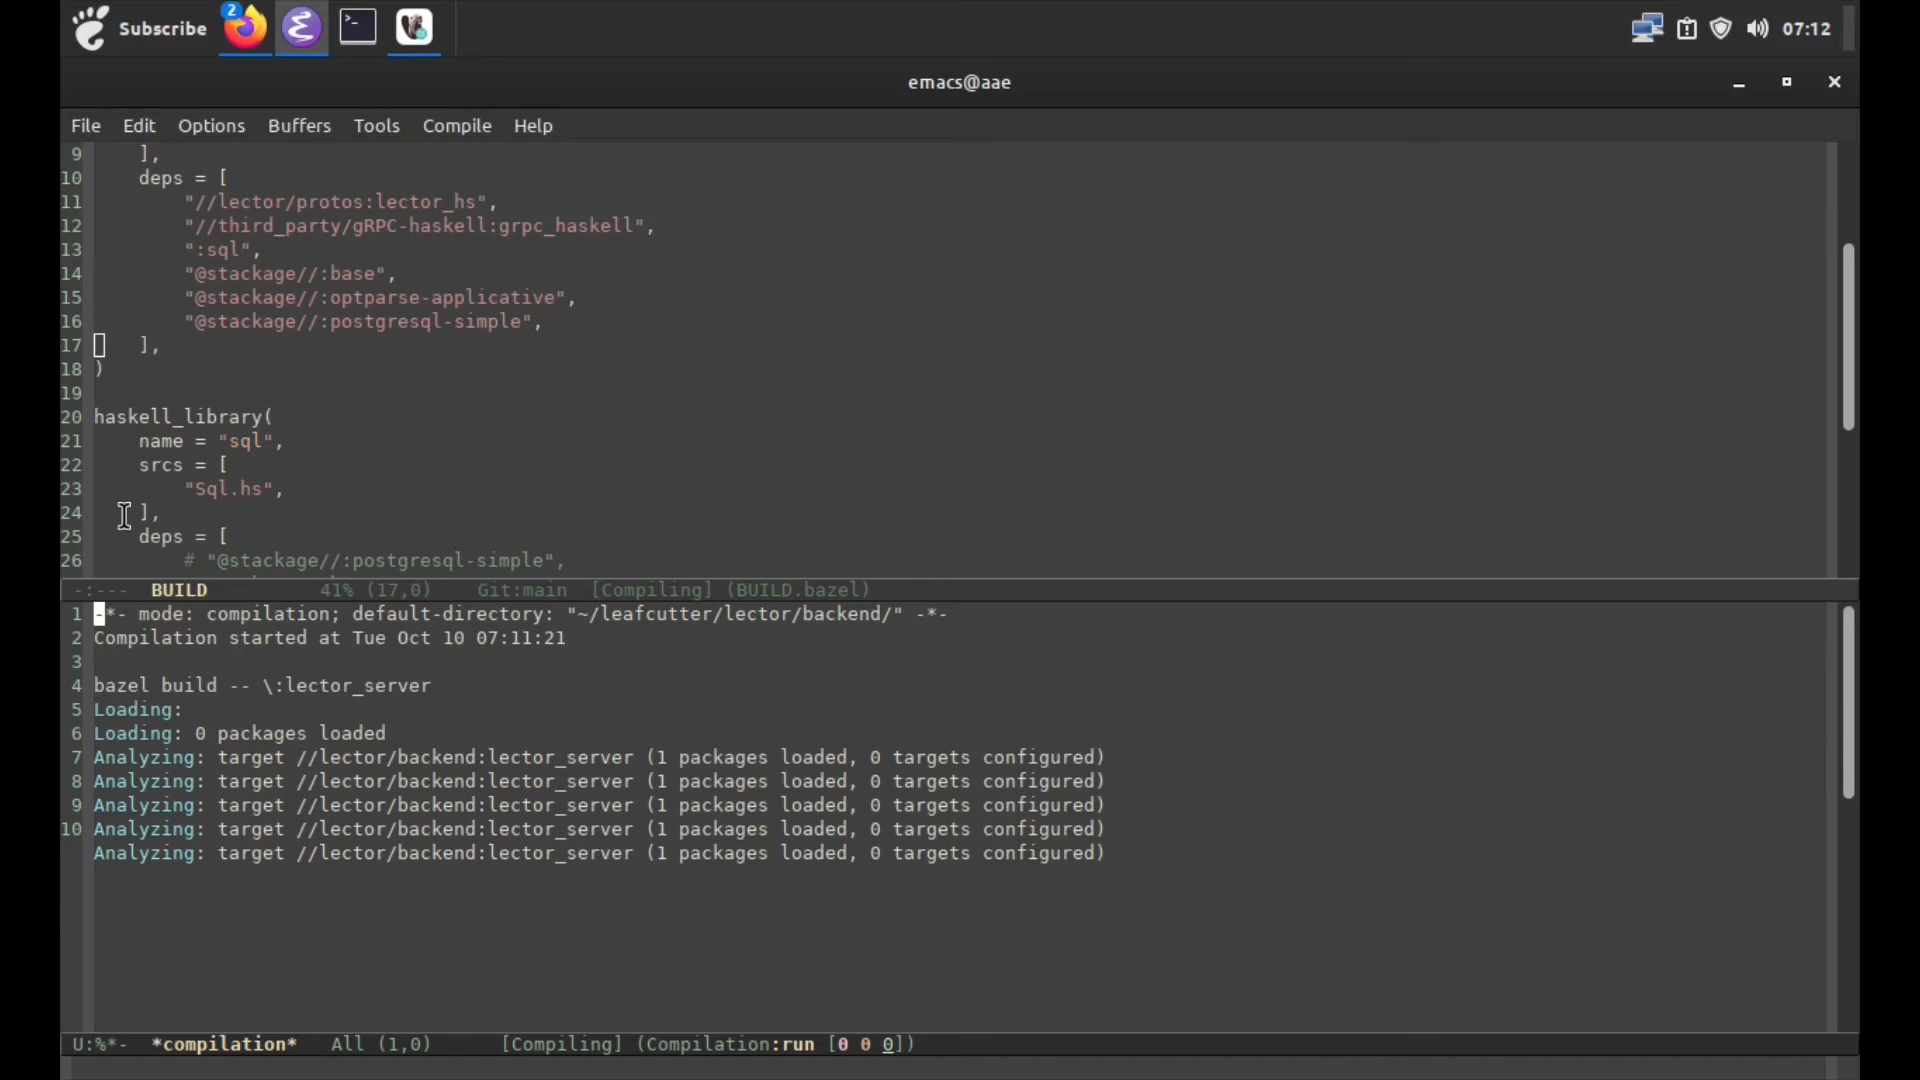 Subscribe 2 07:12
emacs@aae
File Edit Options Buffers Tools Compile Help
9 ],
10 deps = [
11 "//lector/protos:lector_hs",
12 "//third_party/gRPC-haskell:grpc_haskell",
13 ":sql",
14 "@stackage//:base",
15 "@stackage//:optparse-applicative",
16 "@stackage//:postgresql-simple",
17 ],
18 )
19
20 haskell_library(
21 name = "sql",
22 srcs = [
23 "Sql.hs",
24 ],
25 deps = [
26 # "@stackage//:postgresql-simple",
-:--- BUILD 41% (17,0) Git:main [Compiling] (BUILD.bazel)
1 -*- mode: compilation; default-directory: "~/leafcutter/lector/backend/" -*-
2 Compilation started at Tue Oct 10 07:11:21
3
4 bazel build -- \:lector_server
5 Loading:
6 Loading: 0 packages loaded
7 Analyzing: target //lector/backend:lector_server (1 packages loaded, 0 targets configured)
8 Analyzing: target //lector/backend:lector_server (1 packages loaded, 0 targets configured)
9 Analyzing: target //lector/backend:lector_server (1 packages loaded, 0 targets configured)
10 Analyzing: target //lector/backend:lector_server (1 packages loaded, 0 targets configured)
Analyzing: target //lector/backend:lector_server (1 packages loaded, 0 targets configured)
U:%*- *compilation* All (1,0) [Compiling] (Compilation:run [0 0 0])